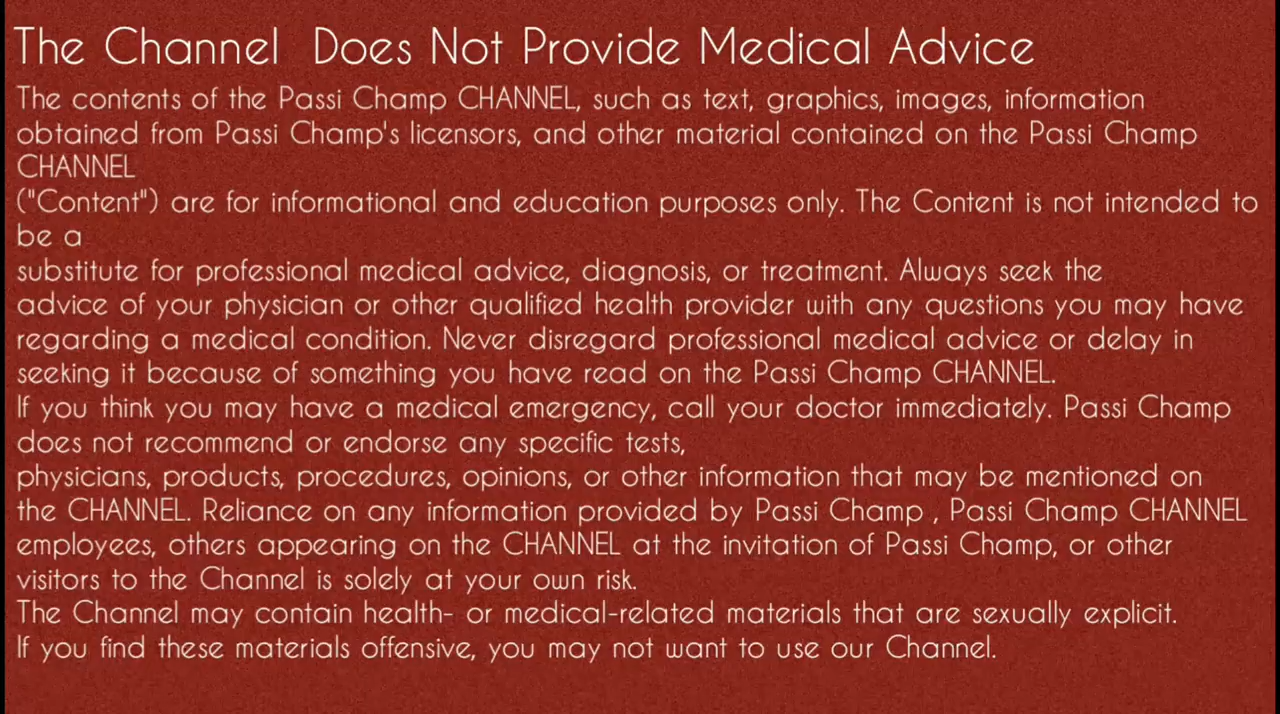 The Channel  Does Not Provide Medical Advice
The contents of the Passi Champ CHANNEL, such as text, graphics, images, information
obtained from Passi Champ's licensors, and other material contained on the Passi Champ
CHANNEL
("Content") are for informational and education purposes only. The Content is not intended to
be a
substitute for professional medical advice, diagnosis, or treatment. Always seek the
advice of your physician or other qualified health provider with any questions you may have
regarding a medical condition. Never disregard professional medical advice or delay in
seeking it because of something you have read on the Passi Champ CHANNEL.
If you think you may have a medical emergency, call your doctor immediately. Passi Champ
does not recommend or endorse any specific tests,
physicians, products, procedures, opinions, or other information that may be mentioned on
the CHANNEL. Reliance on any information provided by Passi Champ , Passi Champ CHANNEL
employees, others appearing on the CHANNEL at the invitation of Passi Champ, or other
visitors to the Channel is solely at your own risk.
The Channel may contain health- or medical-related materials that are sexually explicit.
If you find these materials offensive, you may not want to use our Channel.